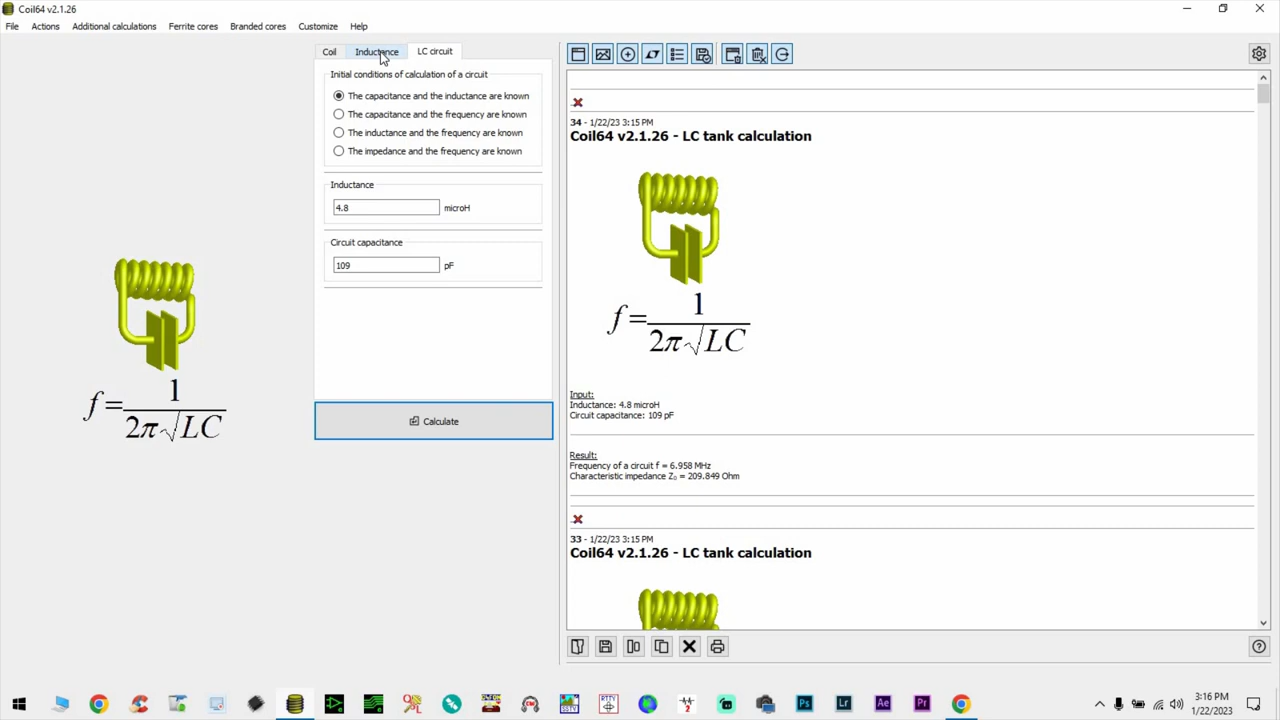 Coil64 v2.1.26
File Actions Additional calculations Ferrite cores Branded cores Customize Help
Coil Inductance LC circuit
Initial conditions of calculation of a circuit
The capacitance and the inductance are known
The capacitance and the frequency are known
The inductance and the frequency are known
The impedance and the frequency are known
Inductance
4.8 microH
Circuit capacitance
109 pF
Calculate
f=1/2π√LC
34 - 1/22/23 3:15 PM
Coil64 v2.1.26 - LC tank calculation
f=1/2π√LC
Input:
Inductance: 4.8 microH
Circuit capacitance: 109 pF
Result:
Frequency of a circuit f = 6.958 MHz
Characteristic impedance Z₀ = 209.849 Ohm
33 - 1/22/23 3:15 PM
Coil64 v2.1.26 - LC tank calculation
Ps Lr Ae Pr
3:16 PM
1/22/2023